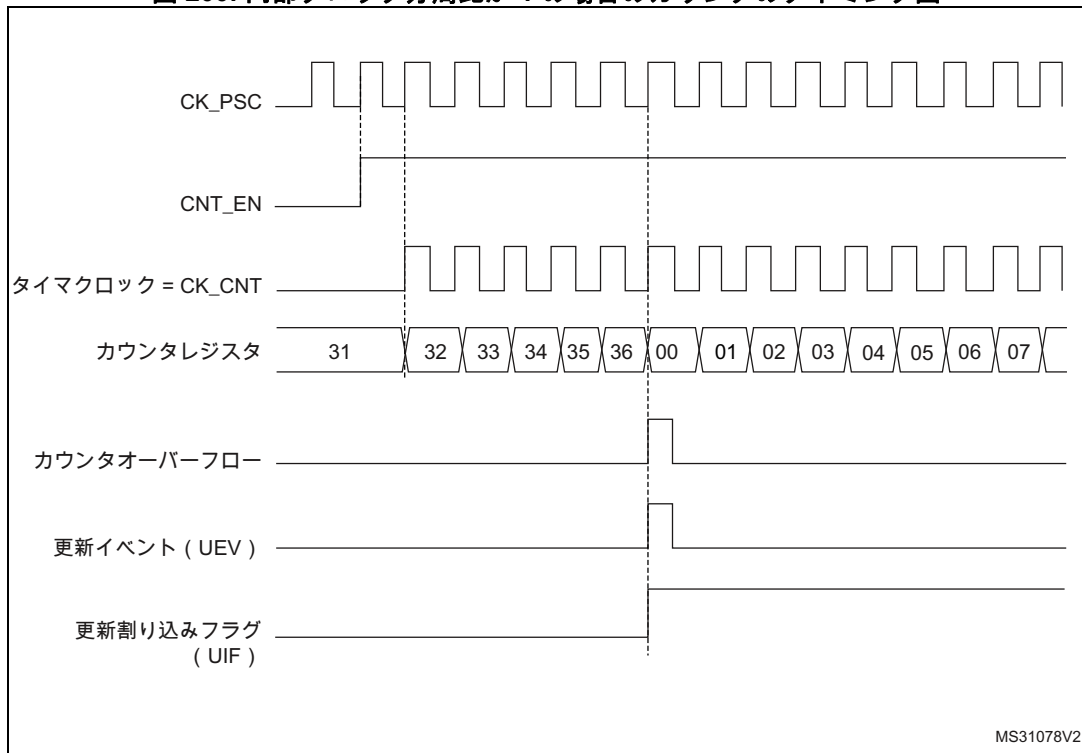 CK_PSC
CNT_EN
タイマクロック = CK_CNT
カウンタレジスタ
31 32 33 34 35 36 00 01 02 03 04 05 06 07
カウンタオーバーフロー
更新イベント ( UEV )
更新割り込みフラグ
( UIF )
MS31078V2